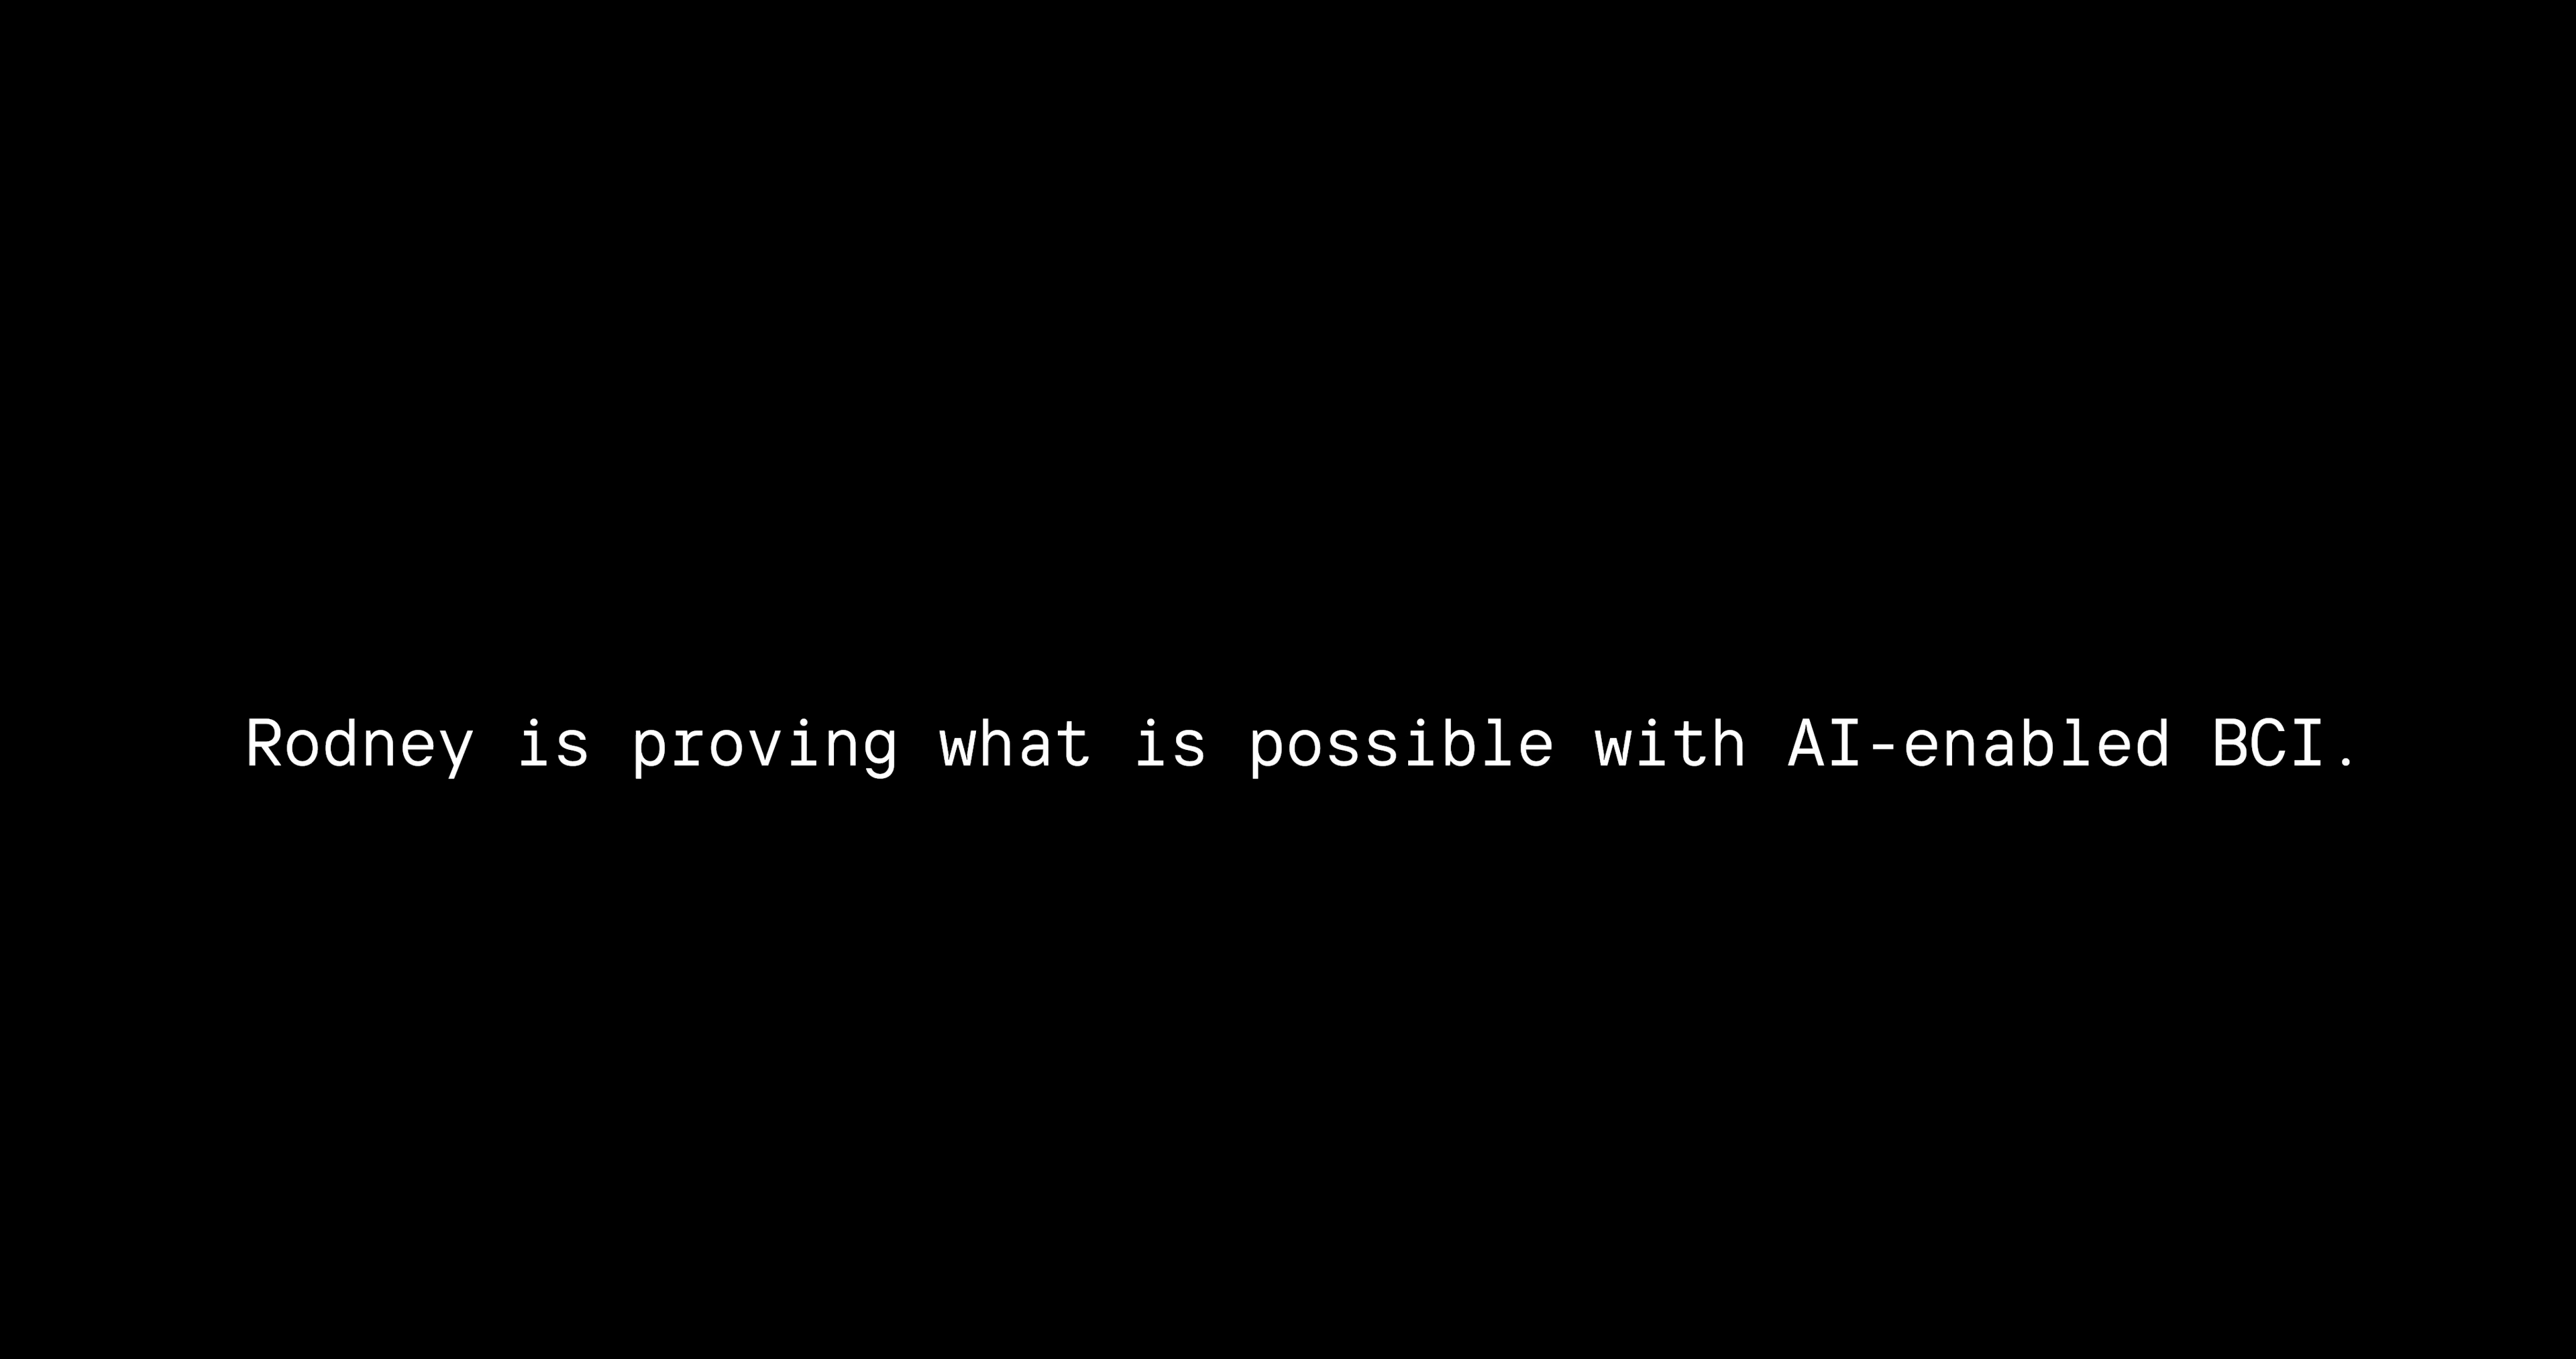 Rodney is proving what is possible with AI-enabled BCI.